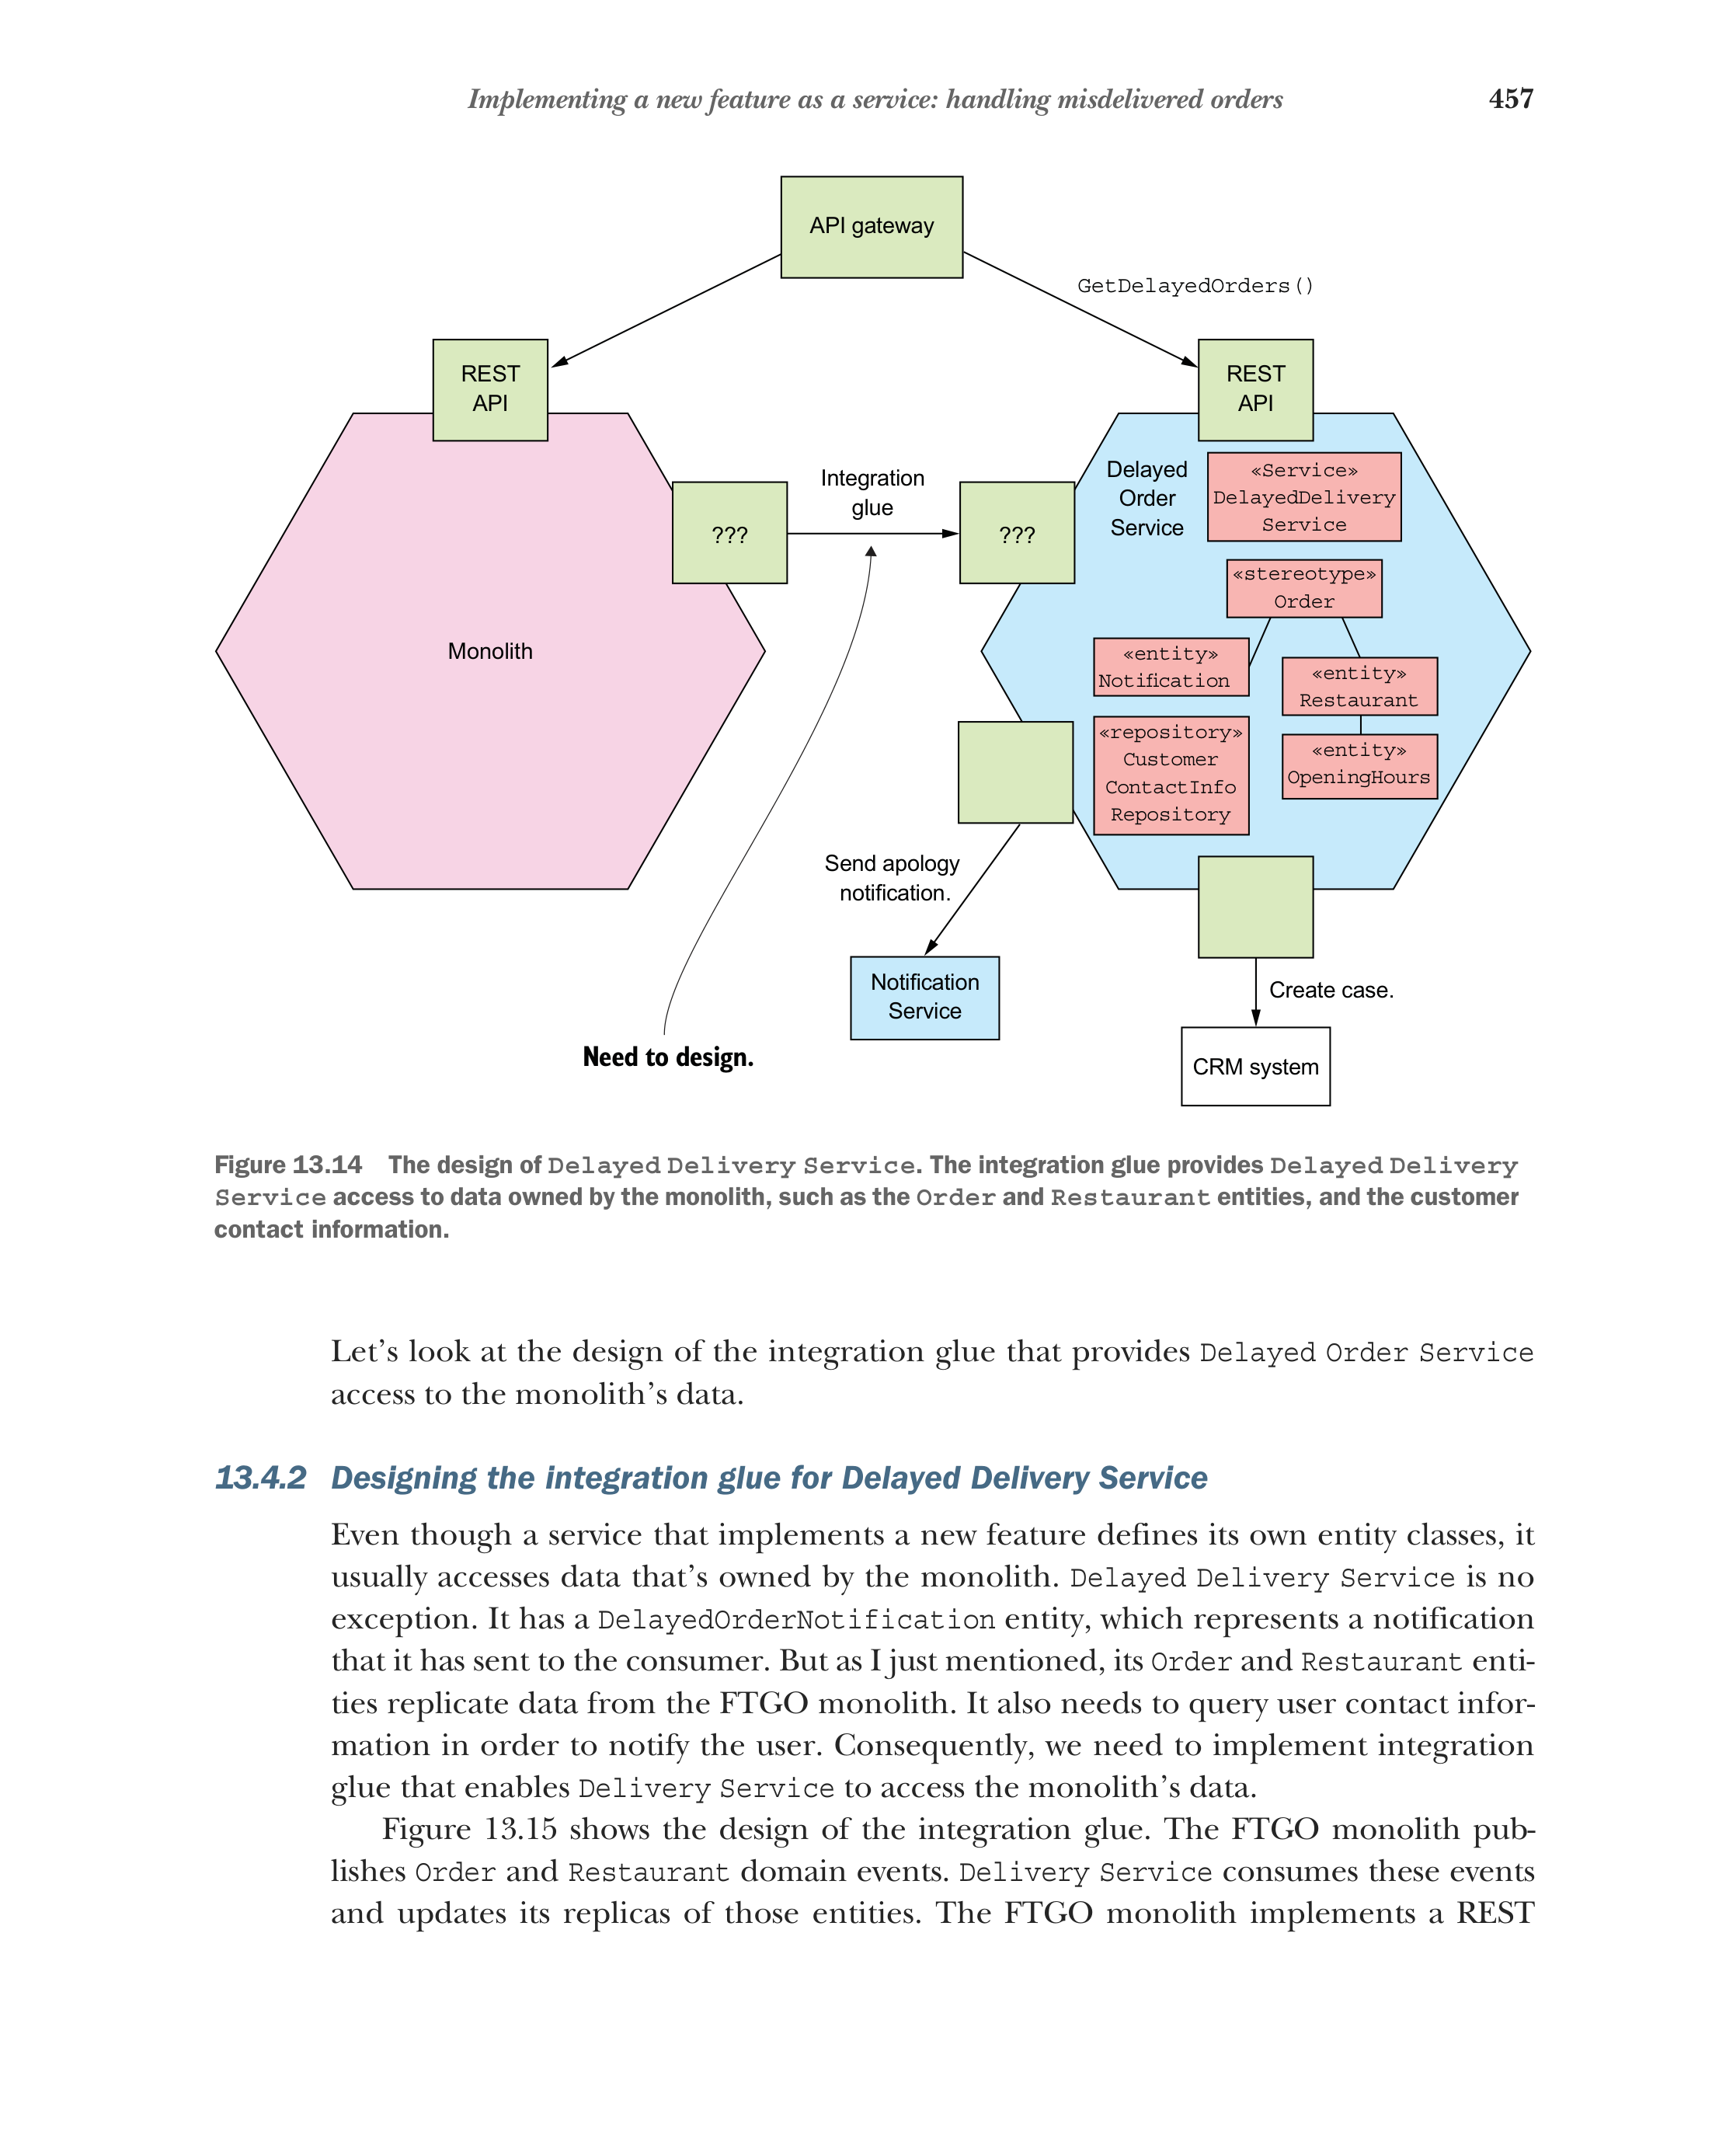 Implementing a new feature as a service: handling misdelivered orders 457
API gateway
GetDelayedOrders()
REST
API
REST
API
Integration
glue
???
???
Monolith
Delayed
Order
Service
«Service»
DelayedDelivery
Service
«stereotype»
Order
«entity»
Notification
«entity»
Restaurant
«repository»
Customer
ContactInfo
Repository
«entity»
OpeningHours
Send apology
notification.
Notification
Service
Create case.
CRM system
Need to design.
Figure 13.14 The design of Delayed Delivery Service. The integration glue provides Delayed Delivery
Service access to data owned by the monolith, such as the Order and Restaurant entities, and the customer
contact information.
Let’s look at the design of the integration glue that provides Delayed Order Service
access to the monolith’s data.
13.4.2 Designing the integration glue for Delayed Delivery Service
Even though a service that implements a new feature defines its own entity classes, it
usually accesses data that’s owned by the monolith. Delayed Delivery Service is no
exception. It has a DelayedOrderNotification entity, which represents a notification
that it has sent to the consumer. But as I just mentioned, its Order and Restaurant enti-
ties replicate data from the FTGO monolith. It also needs to query user contact infor-
mation in order to notify the user. Consequently, we need to implement integration
glue that enables Delivery Service to access the monolith’s data.
Figure 13.15 shows the design of the integration glue. The FTGO monolith pub-
lishes Order and Restaurant domain events. Delivery Service consumes these events
and updates its replicas of those entities. The FTGO monolith implements a REST